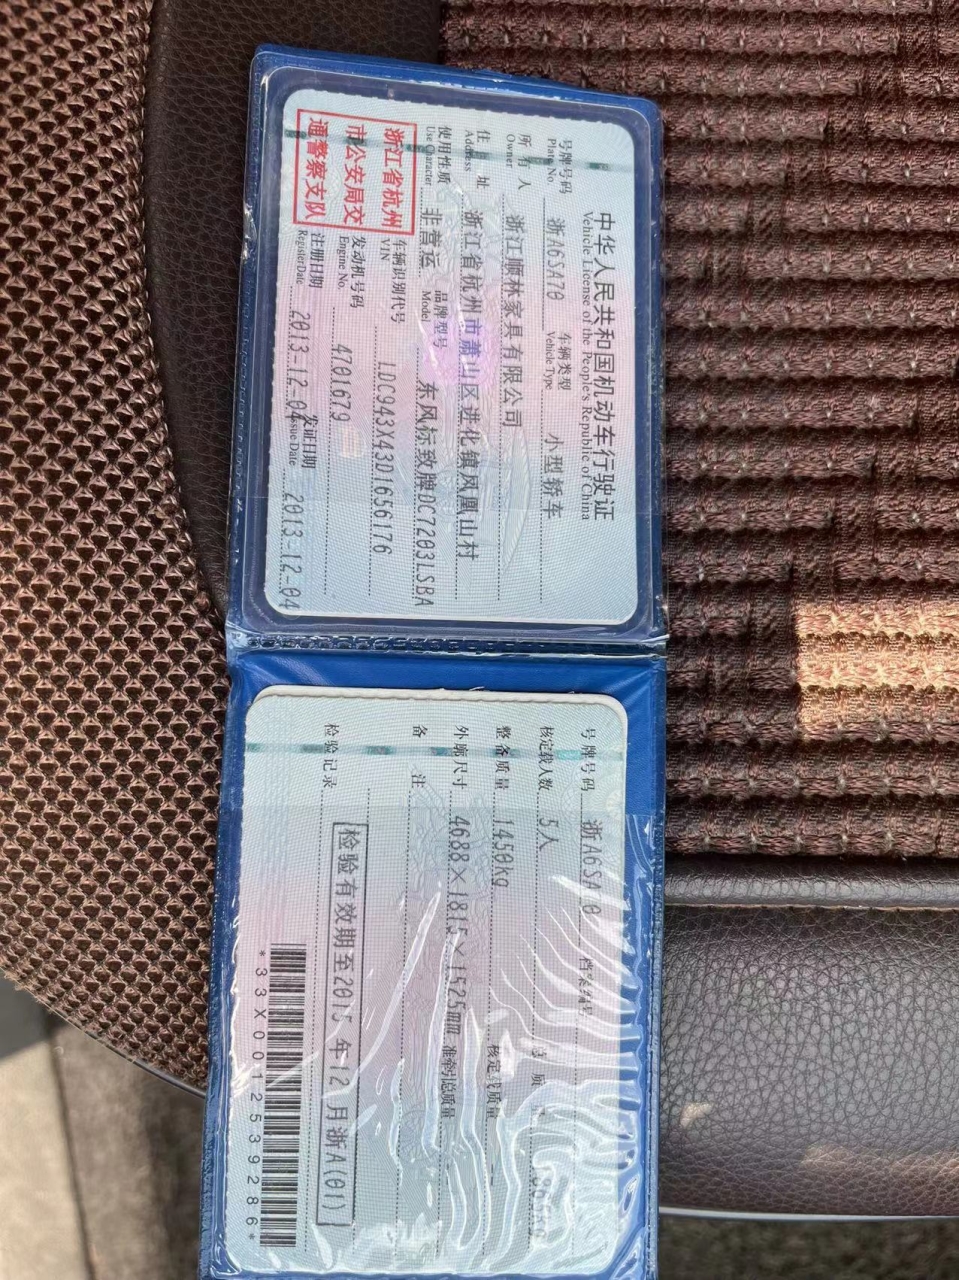 中华人民共和国机动车行驶证
Vehicle License of the People's Republic of China
号牌号码 浙A6SA70 车辆类型 小型轿车
Plate No. Vehicle Type
所有人 浙江顺林家具有限公司
Owner
住址 浙江省杭州市萧山区进化镇凤凰山村
Address
使用性质 非营运 品牌型号 东风标致牌DC7203LSBA
Use Character Model
浙江省杭州
市公安局交
通警察支队
车辆识别代号 LDC943X43D1656176
VIN
发动机号码 4701679
Engine No.
注册日期 2013-12-04 发证日期 2013-12-04
Register Date Issue Date
号牌号码 浙A6SA 0 档案编号
核定载人数 5人 质
整备质量 1450kg 核定载质量
外廓尺寸 4688×1815×1525mm 准牵引总质量
备注
检验记录
检验有效期至2015年12月浙A(01)
*33X0012539286*